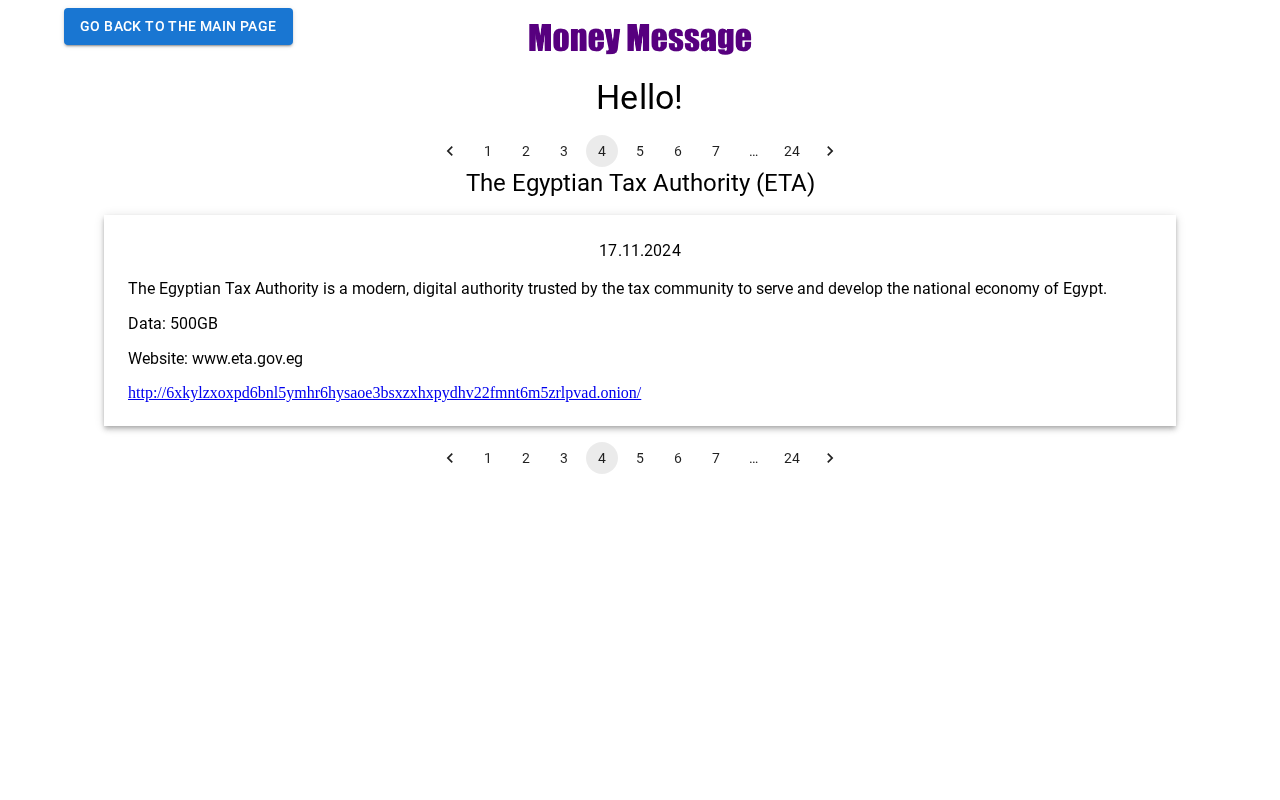 GO BACK TO THE MAIN PAGE
Money Message
Hello!
1 2 3 4 5 6 7 ... 24
The Egyptian Tax Authority (ETA)
17.11.2024
The Egyptian Tax Authority is a modern, digital authority trusted by the tax community to serve and develop the national economy of Egypt.
Data: 500GB
Website: www.eta.gov.eg
http://6xkylzxoxpd6bnl5ymhr6hysaoe3bsxzxhxpydhv22fmnt6m5zrlpvad.onion/
1 2 3 4 5 6 7 ... 24